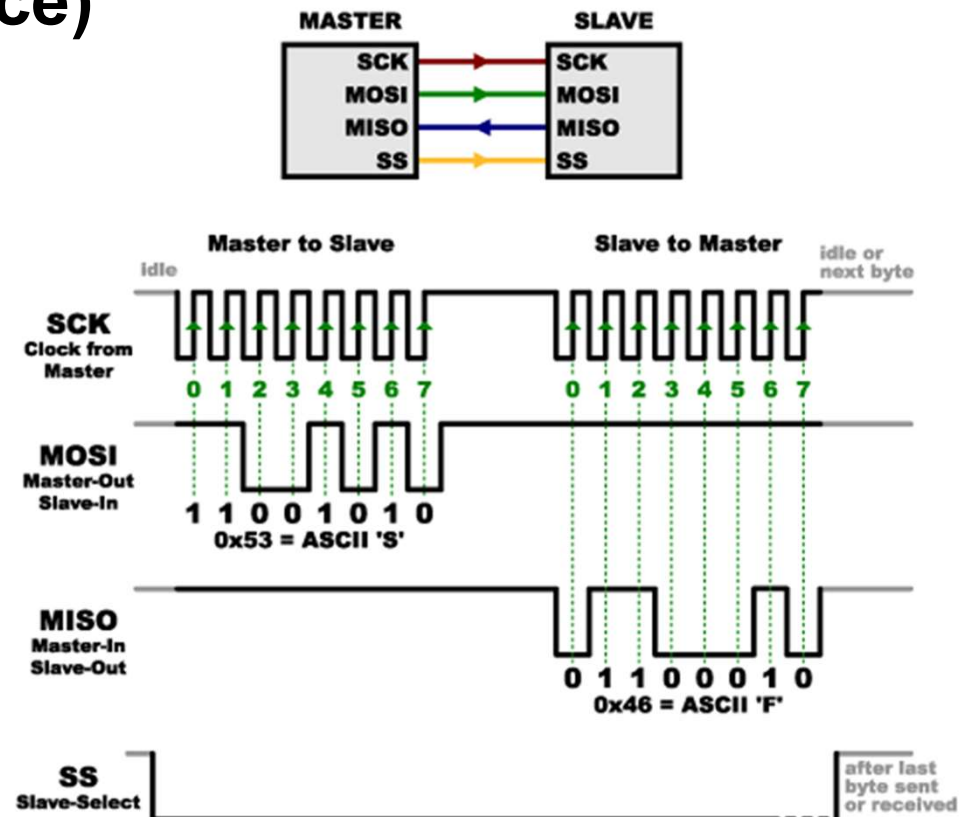 ce)
MASTER SLAVE
SCK SCK
MOSI MOSI
MISO MISO
SS SS
Master to Slave Slave to Master
idle
idle or
next byte
SCK
Clock from
Master
0 1 2 3 4 5 6 7 0 1 2 3 4 5 6 7
MOSI
Master-Out
Slave-In
1 1 0 0 1 0 1 0
0x53 = ASCII 'S'
MISO
Master-In
Slave-Out
0 1 1 0 0 0 1 0
0x46 = ASCII 'F'
SS
Slave-Select
after last
byte sent
or received